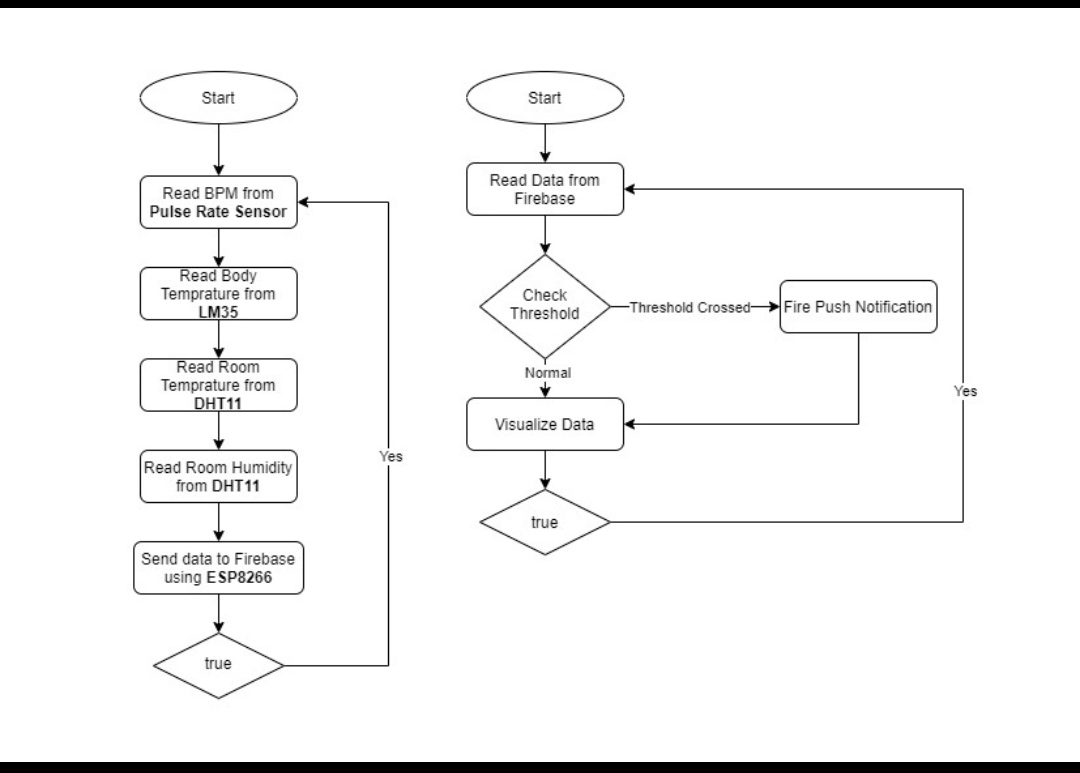 Start
Read BPM from
Pulse Rate Sensor
Read Body
Temprature from
LM35
Read Room
Temprature from
DHT11
Read Room Humidity
from DHT11
Send data to Firebase
using ESP8266
true
Yes
Start
Read Data from
Firebase
Check
Threshold
Threshold Crossed
Fire Push Notification
Normal
Visualize Data
true
Yes